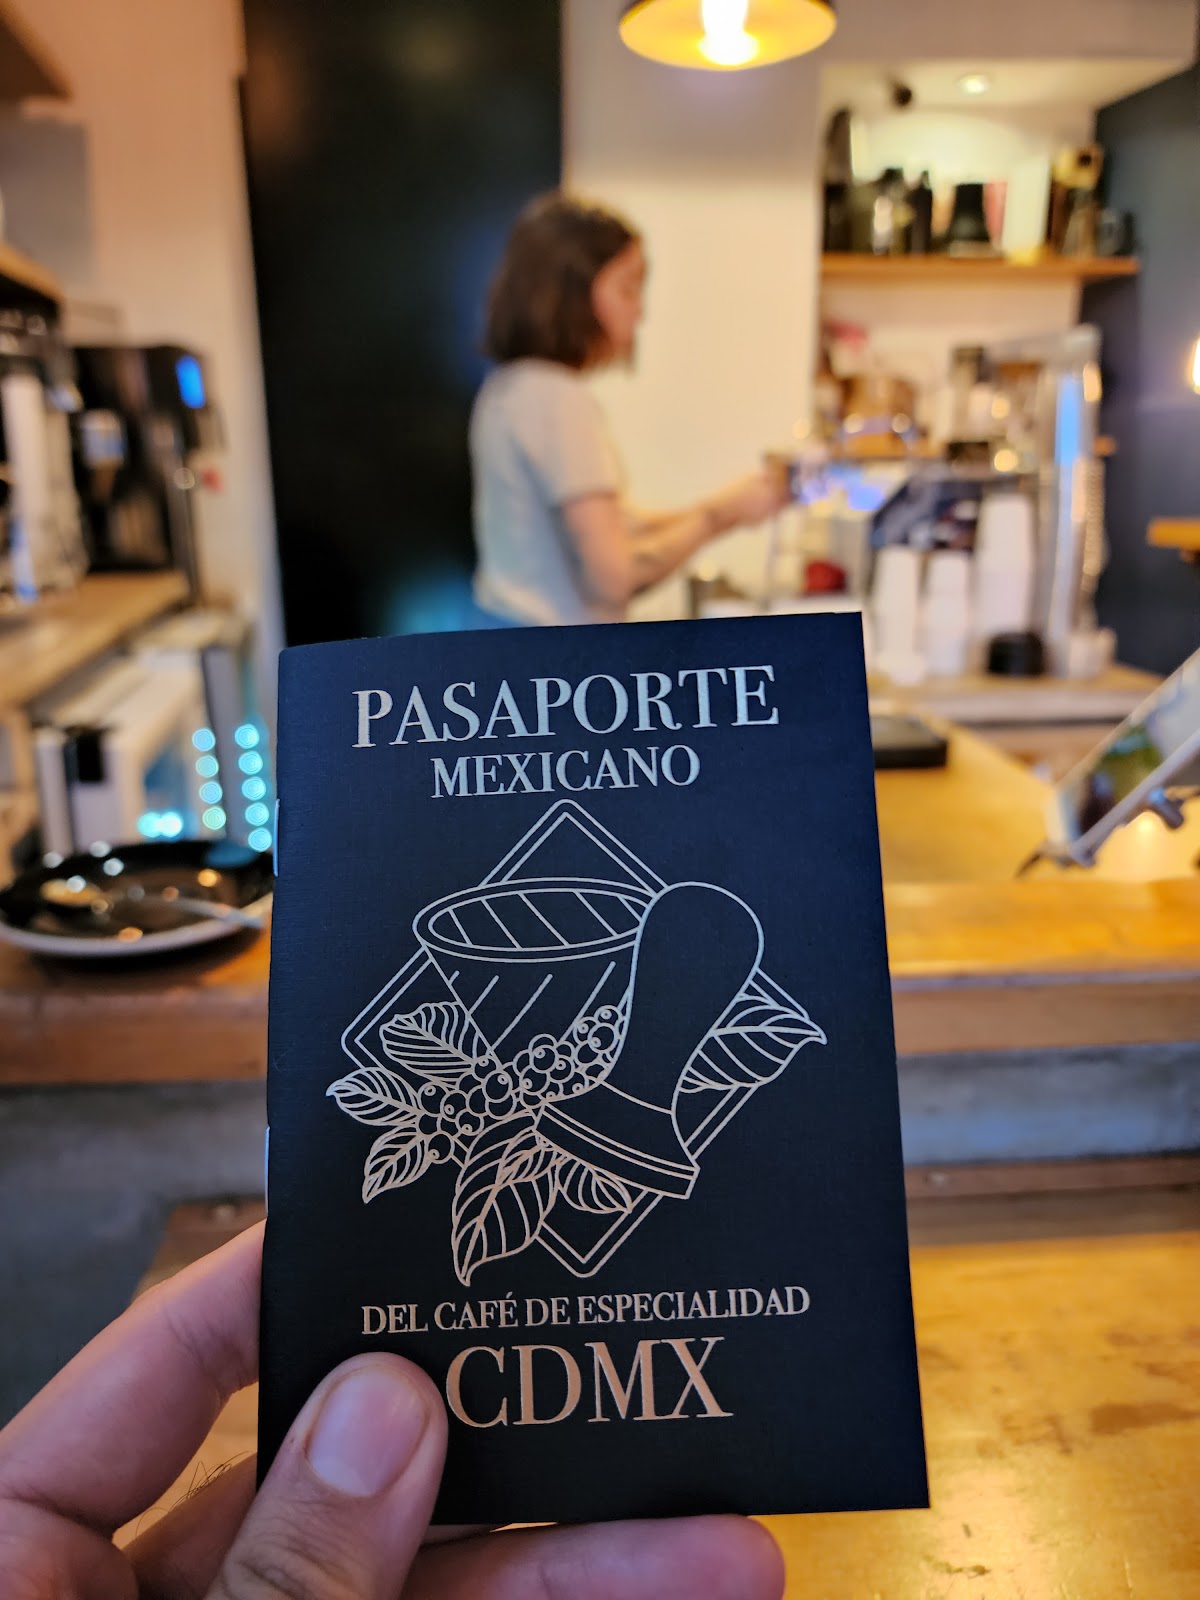 PASAPORTE
MEXICANO
DEL CAFÉ DE ESPECIALIDAD
CDMX